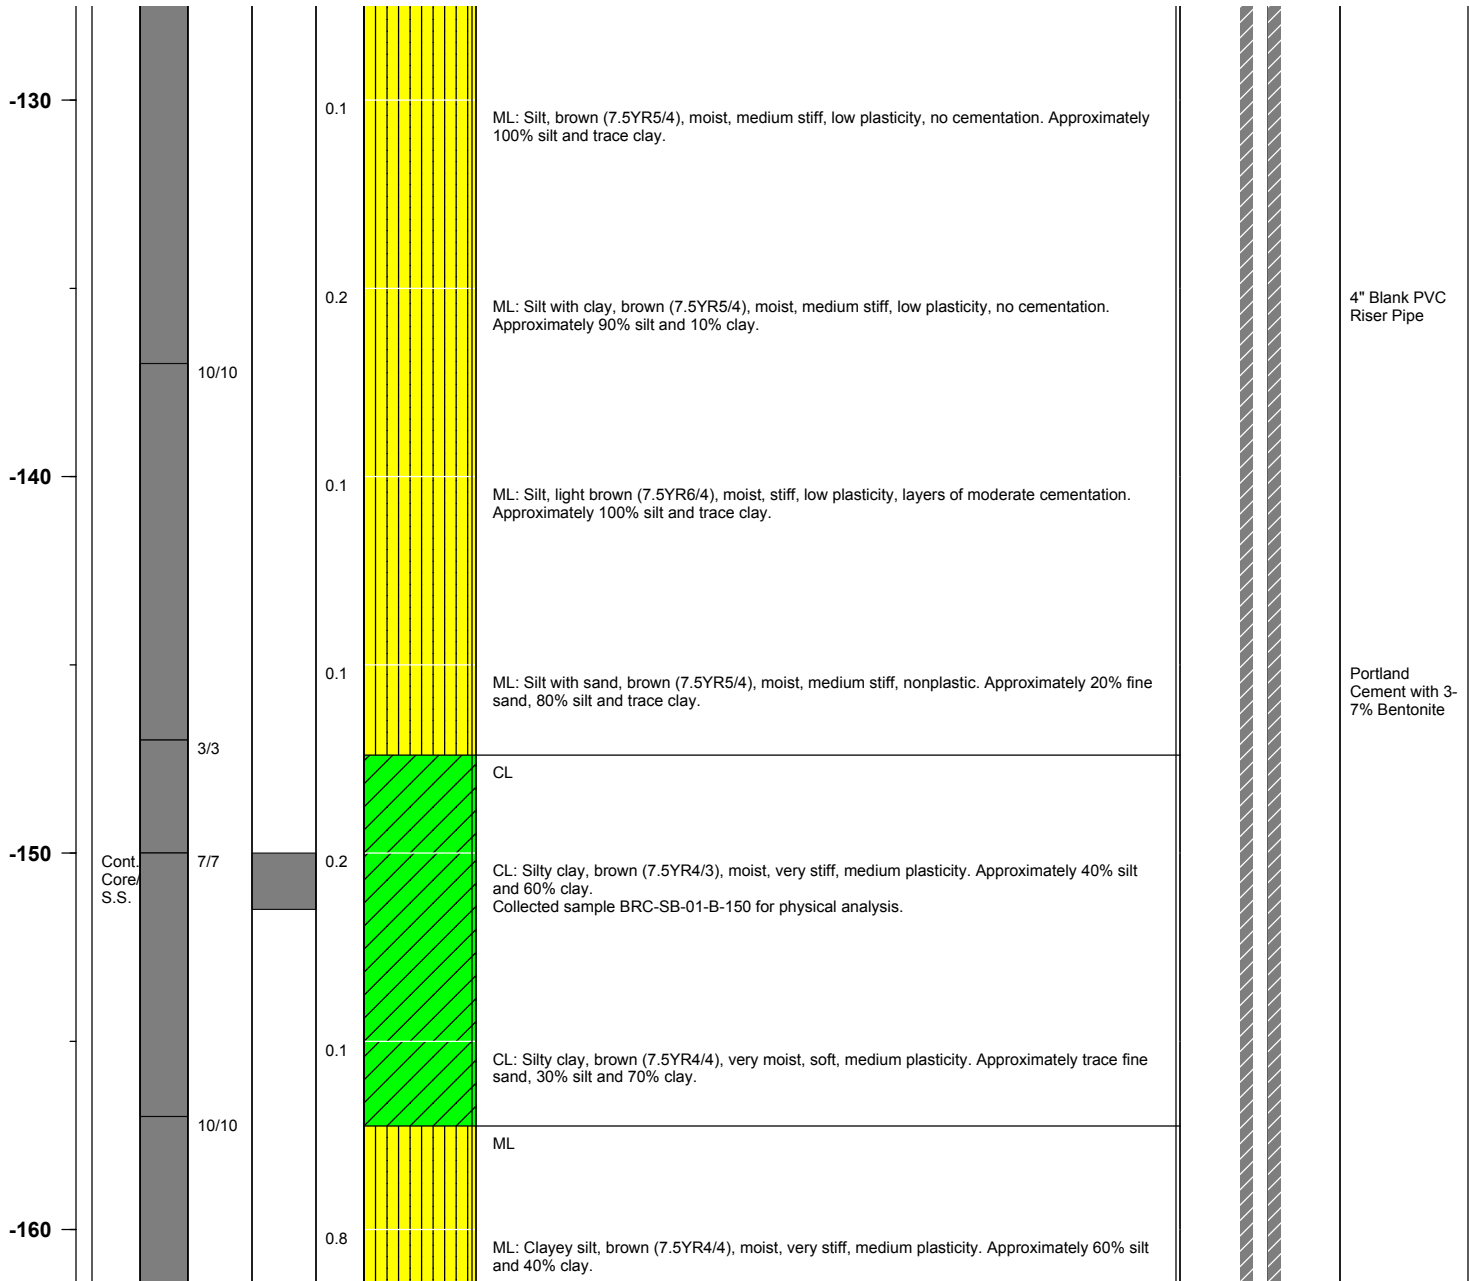 -130
0.1
ML: Silt, brown (7.5YR5/4), moist, medium stiff, low plasticity, no cementation. Approximately
100% silt and trace clay.
0.2
ML: Silt with clay, brown (7.5YR5/4), moist, medium stiff, low plasticity, no cementation.
Approximately 90% silt and 10% clay.
4" Blank PVC
Riser Pipe
10/10
-140
0.1
ML: Silt, light brown (7.5YR6/4), moist, stiff, low plasticity, layers of moderate cementation.
Approximately 100% silt and trace clay.
0.1
ML: Silt with sand, brown (7.5YR5/4), moist, medium stiff, nonplastic. Approximately 20% fine
sand, 80% silt and trace clay.
Portland
Cement with 3-
7% Bentonite
3/3
CL
-150
Cont.
Core/
S.S.
7/7
0.2
CL: Silty clay, brown (7.5YR4/3), moist, very stiff, medium plasticity. Approximately 40% silt
and 60% clay.
Collected sample BRC-SB-01-B-150 for physical analysis.
0.1
CL: Silty clay, brown (7.5YR4/4), very moist, soft, medium plasticity. Approximately trace fine
sand, 30% silt and 70% clay.
10/10
ML
-160
0.8
ML: Clayey silt, brown (7.5YR4/4), moist, very stiff, medium plasticity. Approximately 60% silt
and 40% clay.